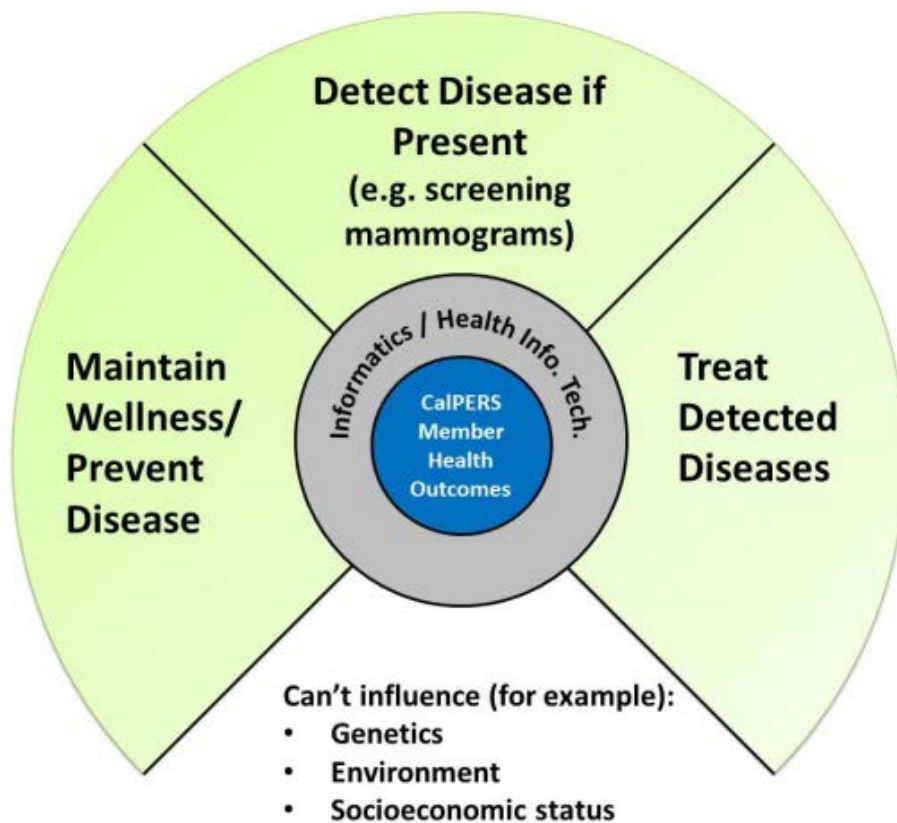 Detect Disease if
Present
(e.g. screening
mammograms)
Maintain
Wellness/
Prevent
Disease
Informatics / Health Info. Tech.
CalPERS
Member
Health
Outcomes
Treat
Detected
Diseases
Can’t influence (for example):
• Genetics
• Environment
• Socioeconomic status